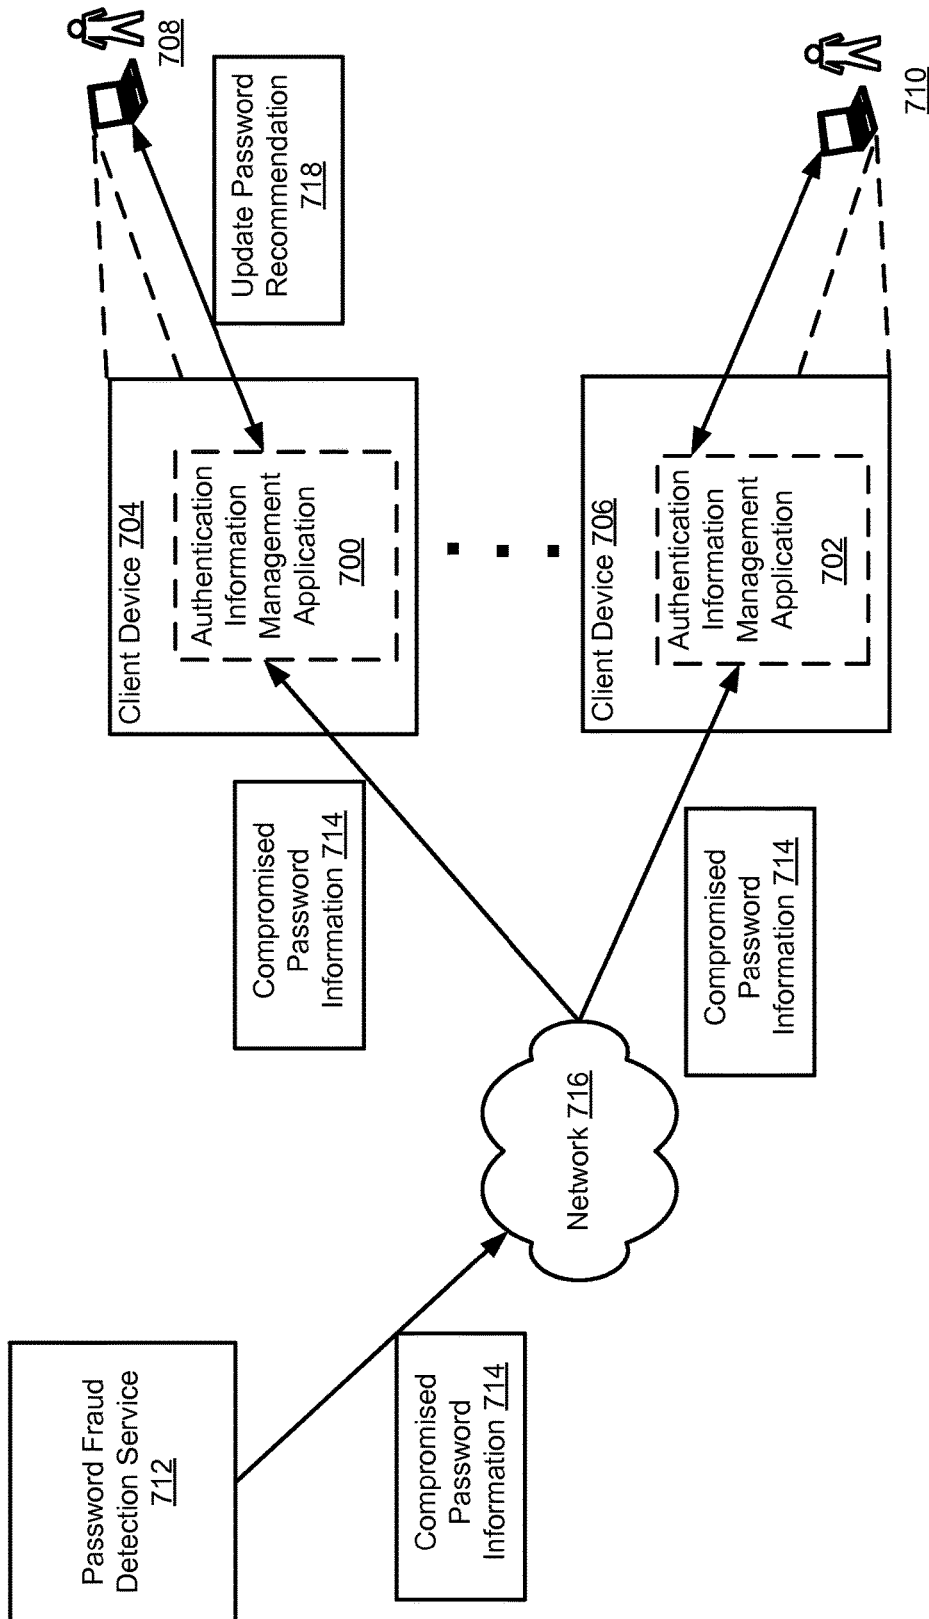 Password Fraud
Detection Service
712
Compromised
Password
Information 714
Network 716
Compromised
Password
Information 714
Compromised
Password
Information 714
Client Device 704
Authentication
Information
Management
Application
700
Client Device 706
Authentication
Information
Management
Application
702
Update Password
Recommendation
718
708
710